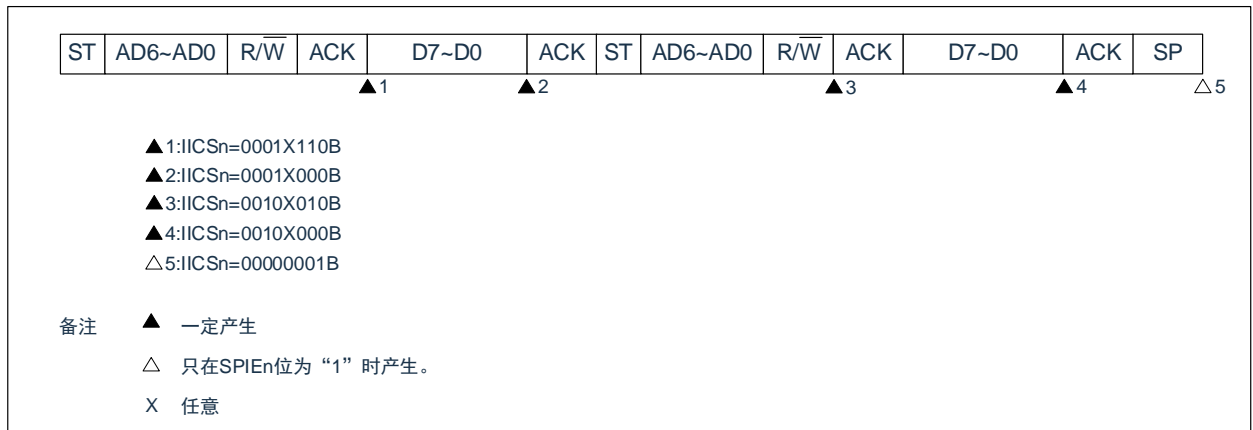 ST AD6~AD0 R/W̅ ACK D7~D0 ACK ST AD6~AD0 R/W̅ ACK D7~D0 ACK SP
▲1 ▲2 ▲3 ▲4 △5
▲1:IICSn=0001X110B
▲2:IICSn=0001X000B
▲3:IICSn=0010X010B
▲4:IICSn=0010X000B
△5:IICSn=00000001B
备注 ▲ 一定产生
△ 只在SPIEn位为“1”时产生。
X 任意